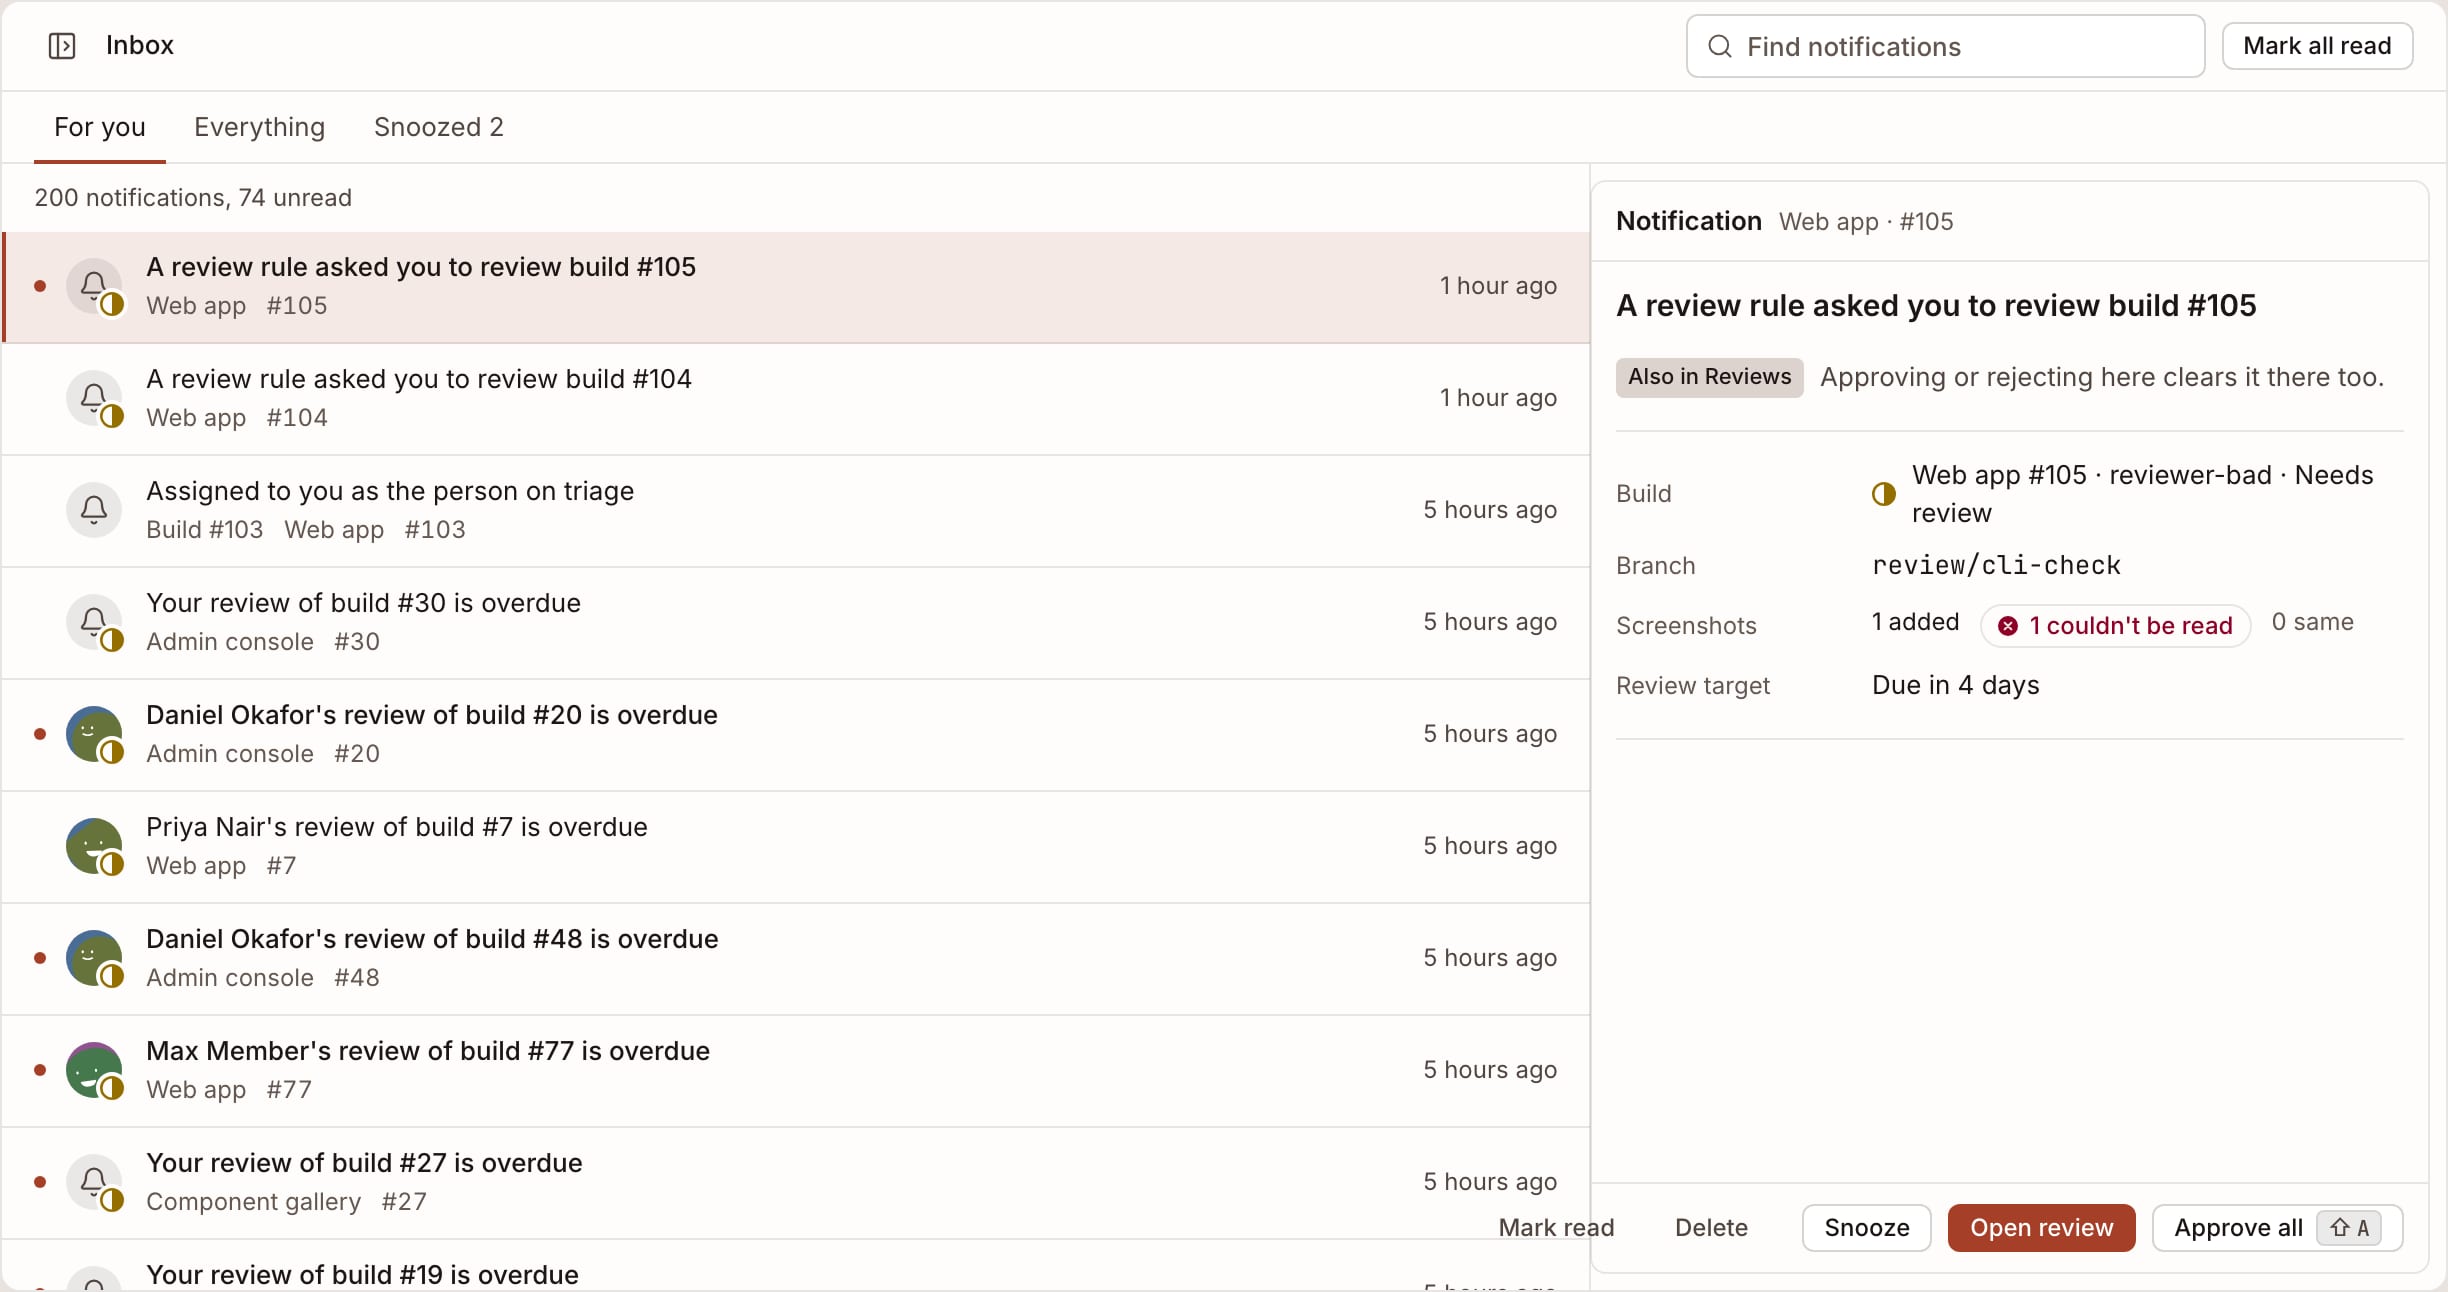 Inbox
Find notifications
Mark all read
For you
Everything
Snoozed 2
200 notifications, 74 unread
A review rule asked you to review build #105
Web app #105
1 hour ago
A review rule asked you to review build #104
Web app #104
1 hour ago
Assigned to you as the person on triage
Build #103 Web app #103
5 hours ago
Your review of build #30 is overdue
Admin console #30
5 hours ago
Daniel Okafor's review of build #20 is overdue
Admin console #20
5 hours ago
Priya Nair's review of build #7 is overdue
Web app #7
5 hours ago
Daniel Okafor's review of build #48 is overdue
Admin console #48
5 hours ago
Max Member's review of build #77 is overdue
Web app #77
5 hours ago
Your review of build #27 is overdue
Component gallery #27
5 hours ago
Your review of build #19 is overdue
5 hours ago
Notification Web app · #105
A review rule asked you to review build #105
Also in Reviews Approving or rejecting here clears it there too.
Build
Web app #105 · reviewer-bad · Needs
review
Branch
review/cli-check
Screenshots
1 added 1 couldn't be read 0 same
Review target
Due in 4 days
Mark read
Delete
Snooze
Open review
Approve all ⇧ A